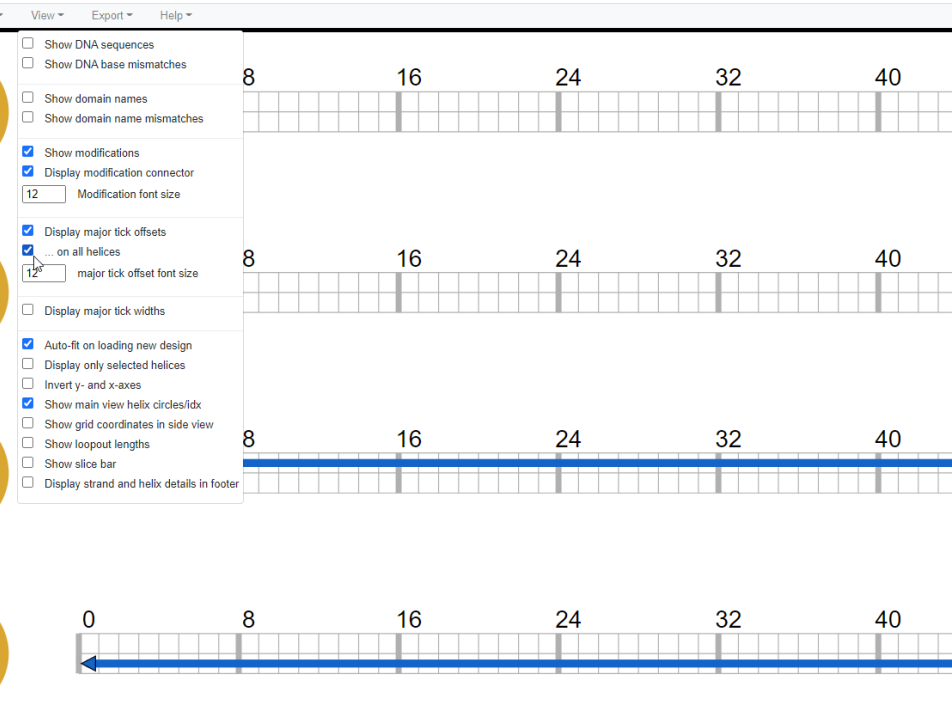 View Export Help
Show DNA sequences
Show DNA base mismatches
8 16 24 32 40
Show domain names
Show domain name mismatches
Show modifications
Display modification connector
12 Modification font size
Display major tick offsets
... on all helices
8 16 24 32 40
12 major tick offset font size
Display major tick widths
Auto-fit on loading new design
Display only selected helices
Invert y- and x-axes
Show main view helix circles/idx
Show grid coordinates in side view
8 16 24 32 40
Show loopout lengths
Show slice bar
Display strand and helix details in footer
0 8 16 24 32 40